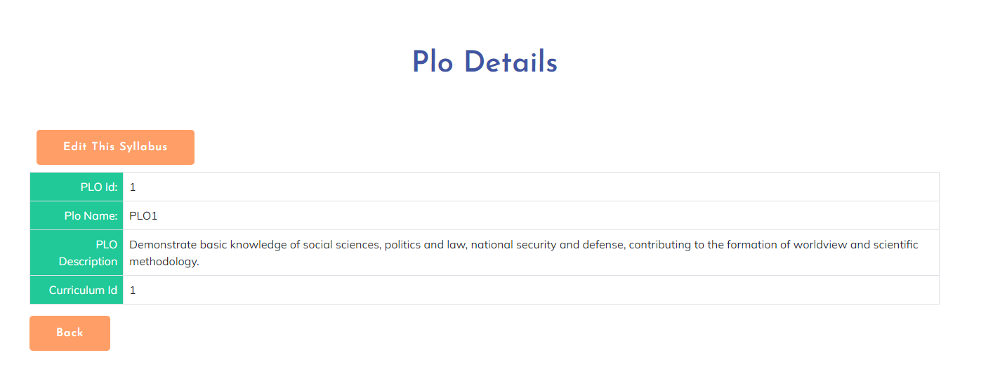 Plo Details
Edit This Syllabus
PLO Id: 1
Plo Name: PLO1
PLO Description Demonstrate basic knowledge of social sciences, politics and law, national security and defense, contributing to the formation of worldview and scientific
methodology.
Curriculum Id 1
Back